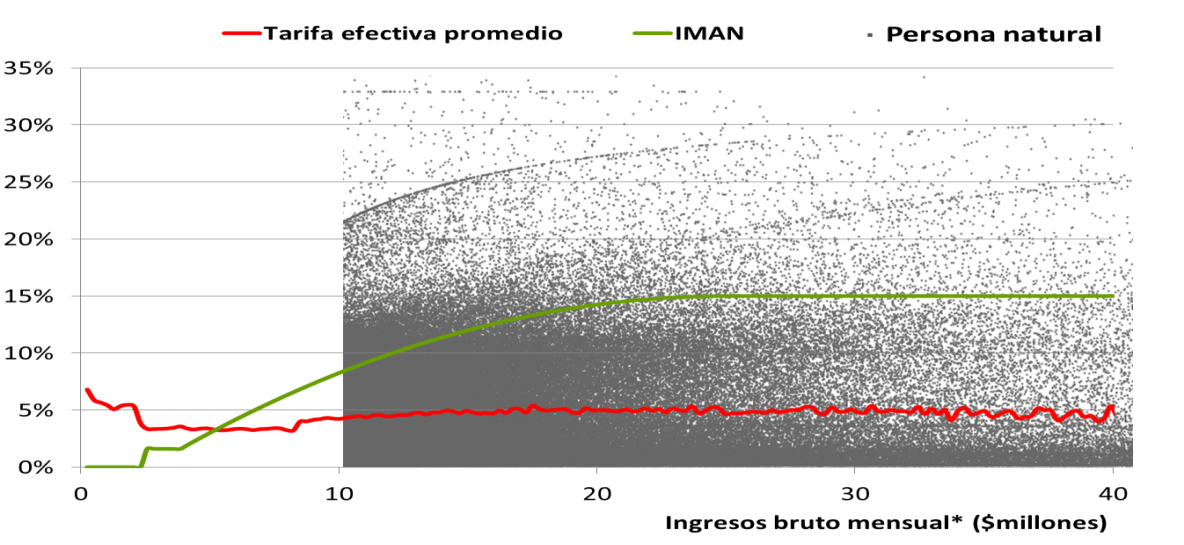 Tarifa efectiva promedio IMAN Persona natural
35%
30%
25%
20%
15%
10%
5%
0%
0 10 20 30 40
Ingresos bruto mensual* ($millones)